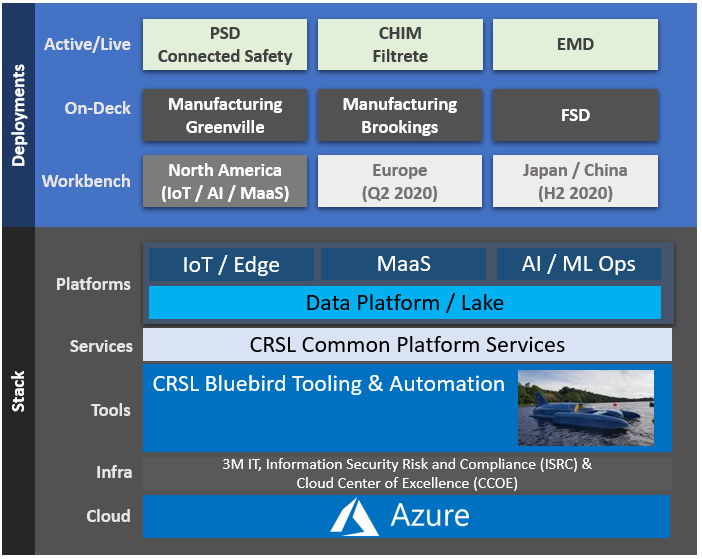 Deployments
Active/Live
PSD
Connected Safety
CHIM
Filtrete
EMD
On-Deck
Manufacturing
Greenville
Manufacturing
Brookings
FSD
Workbench
North America
(IoT / AI / MaaS)
Europe
(Q2 2020)
Japan / China
(H2 2020)
Stack
Platforms
IoT / Edge
MaaS
AI / ML Ops
Data Platform / Lake
Services
CRSL Common Platform Services
Tools
CRSL Bluebird Tooling & Automation
Infra
3M IT, Information Security Risk and Compliance (ISRC) &
Cloud Center of Excellence (CCOE)
Cloud
Azure